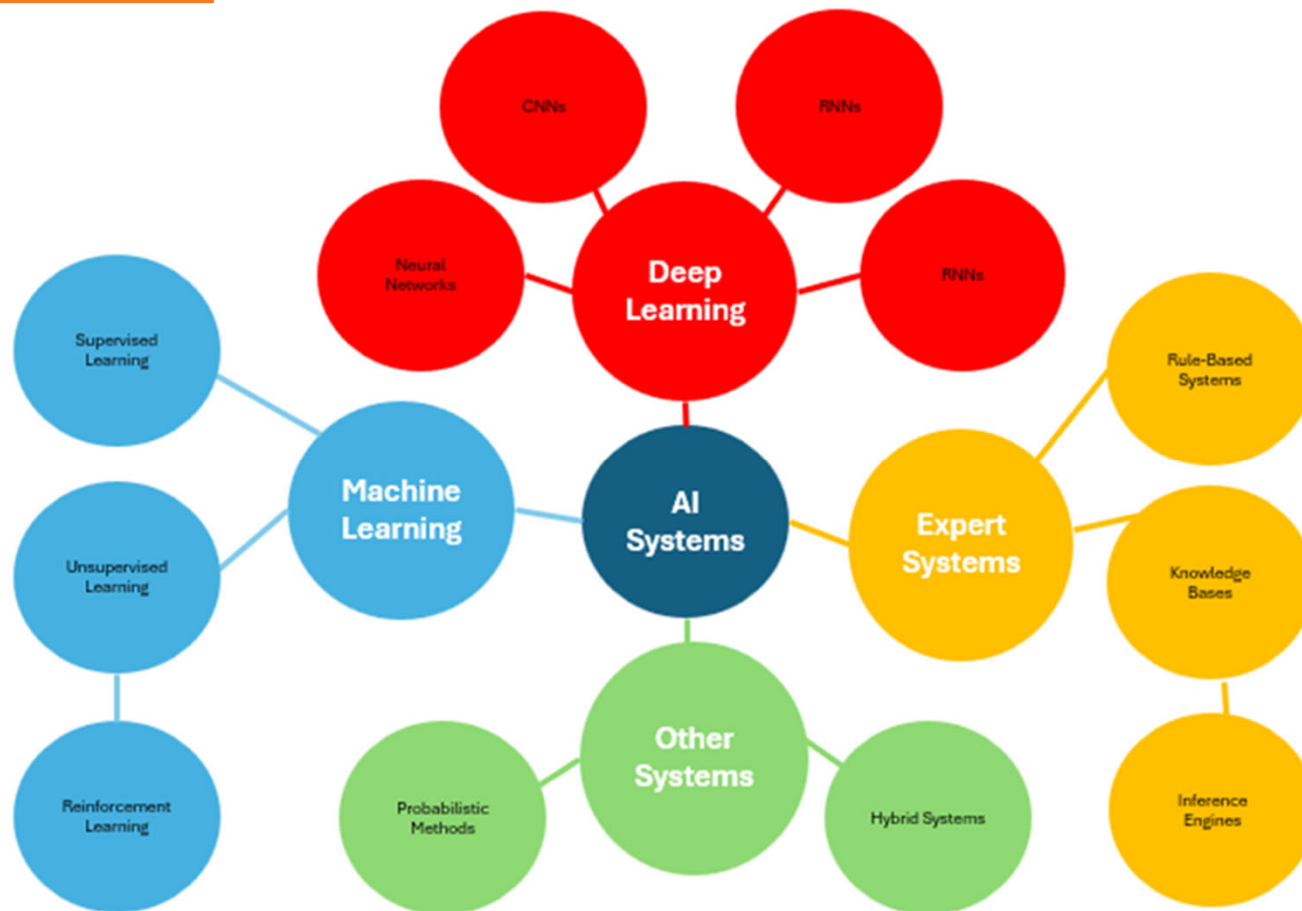 CNNs
RNNs
Neural
Networks
Deep
Learning
RNNs
Supervised
Learning
Rule-Based
Systems
Machine
Learning
AI
Systems
Expert
Systems
Unsupervised
Learning
Knowledge
Bases
Other
Systems
Reinforcement
Learning
Probabilistic
Methods
Hybrid Systems
Inference
Engines